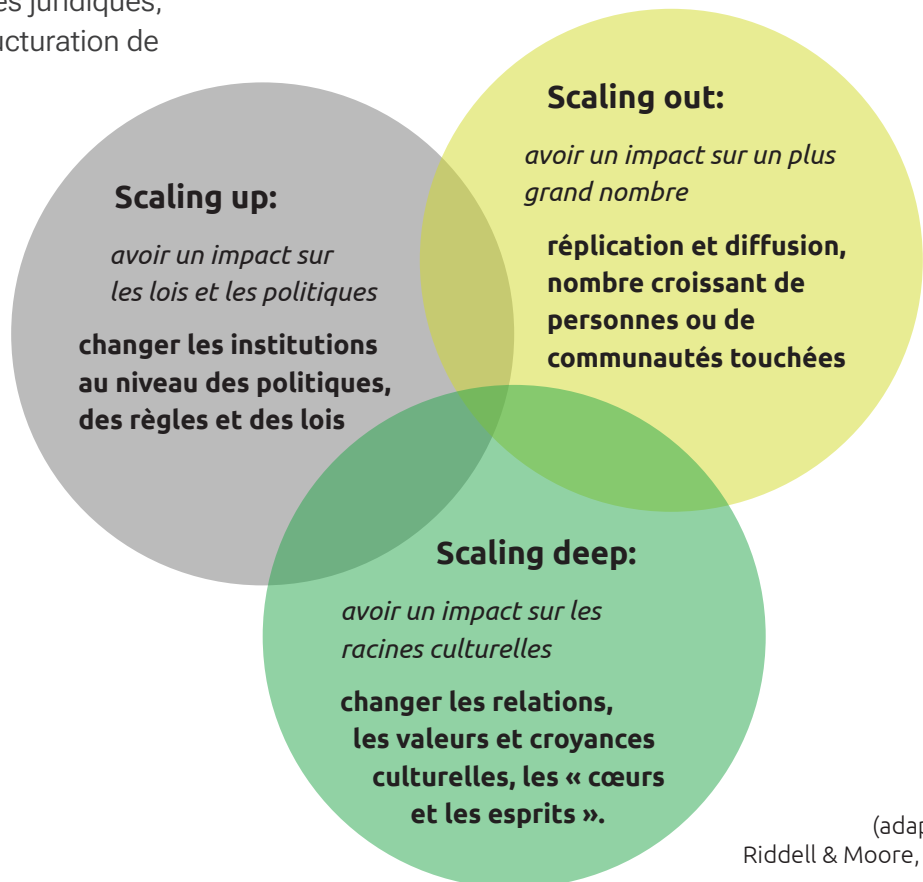 es juridiques,
ucturation de
Scaling up:
avoir un impact sur
les lois et les politiques
changer les institutions
au niveau des politiques,
des règles et des lois
Scaling out:
avoir un impact sur un plus
grand nombre
réplication et diffusion,
nombre croissant de
personnes ou de
communautés touchées
Scaling deep:
avoir un impact sur les
racines culturelles
changer les relations,
les valeurs et croyances
culturelles, les « cœurs
et les esprits ».
(adap
Riddell & Moore,